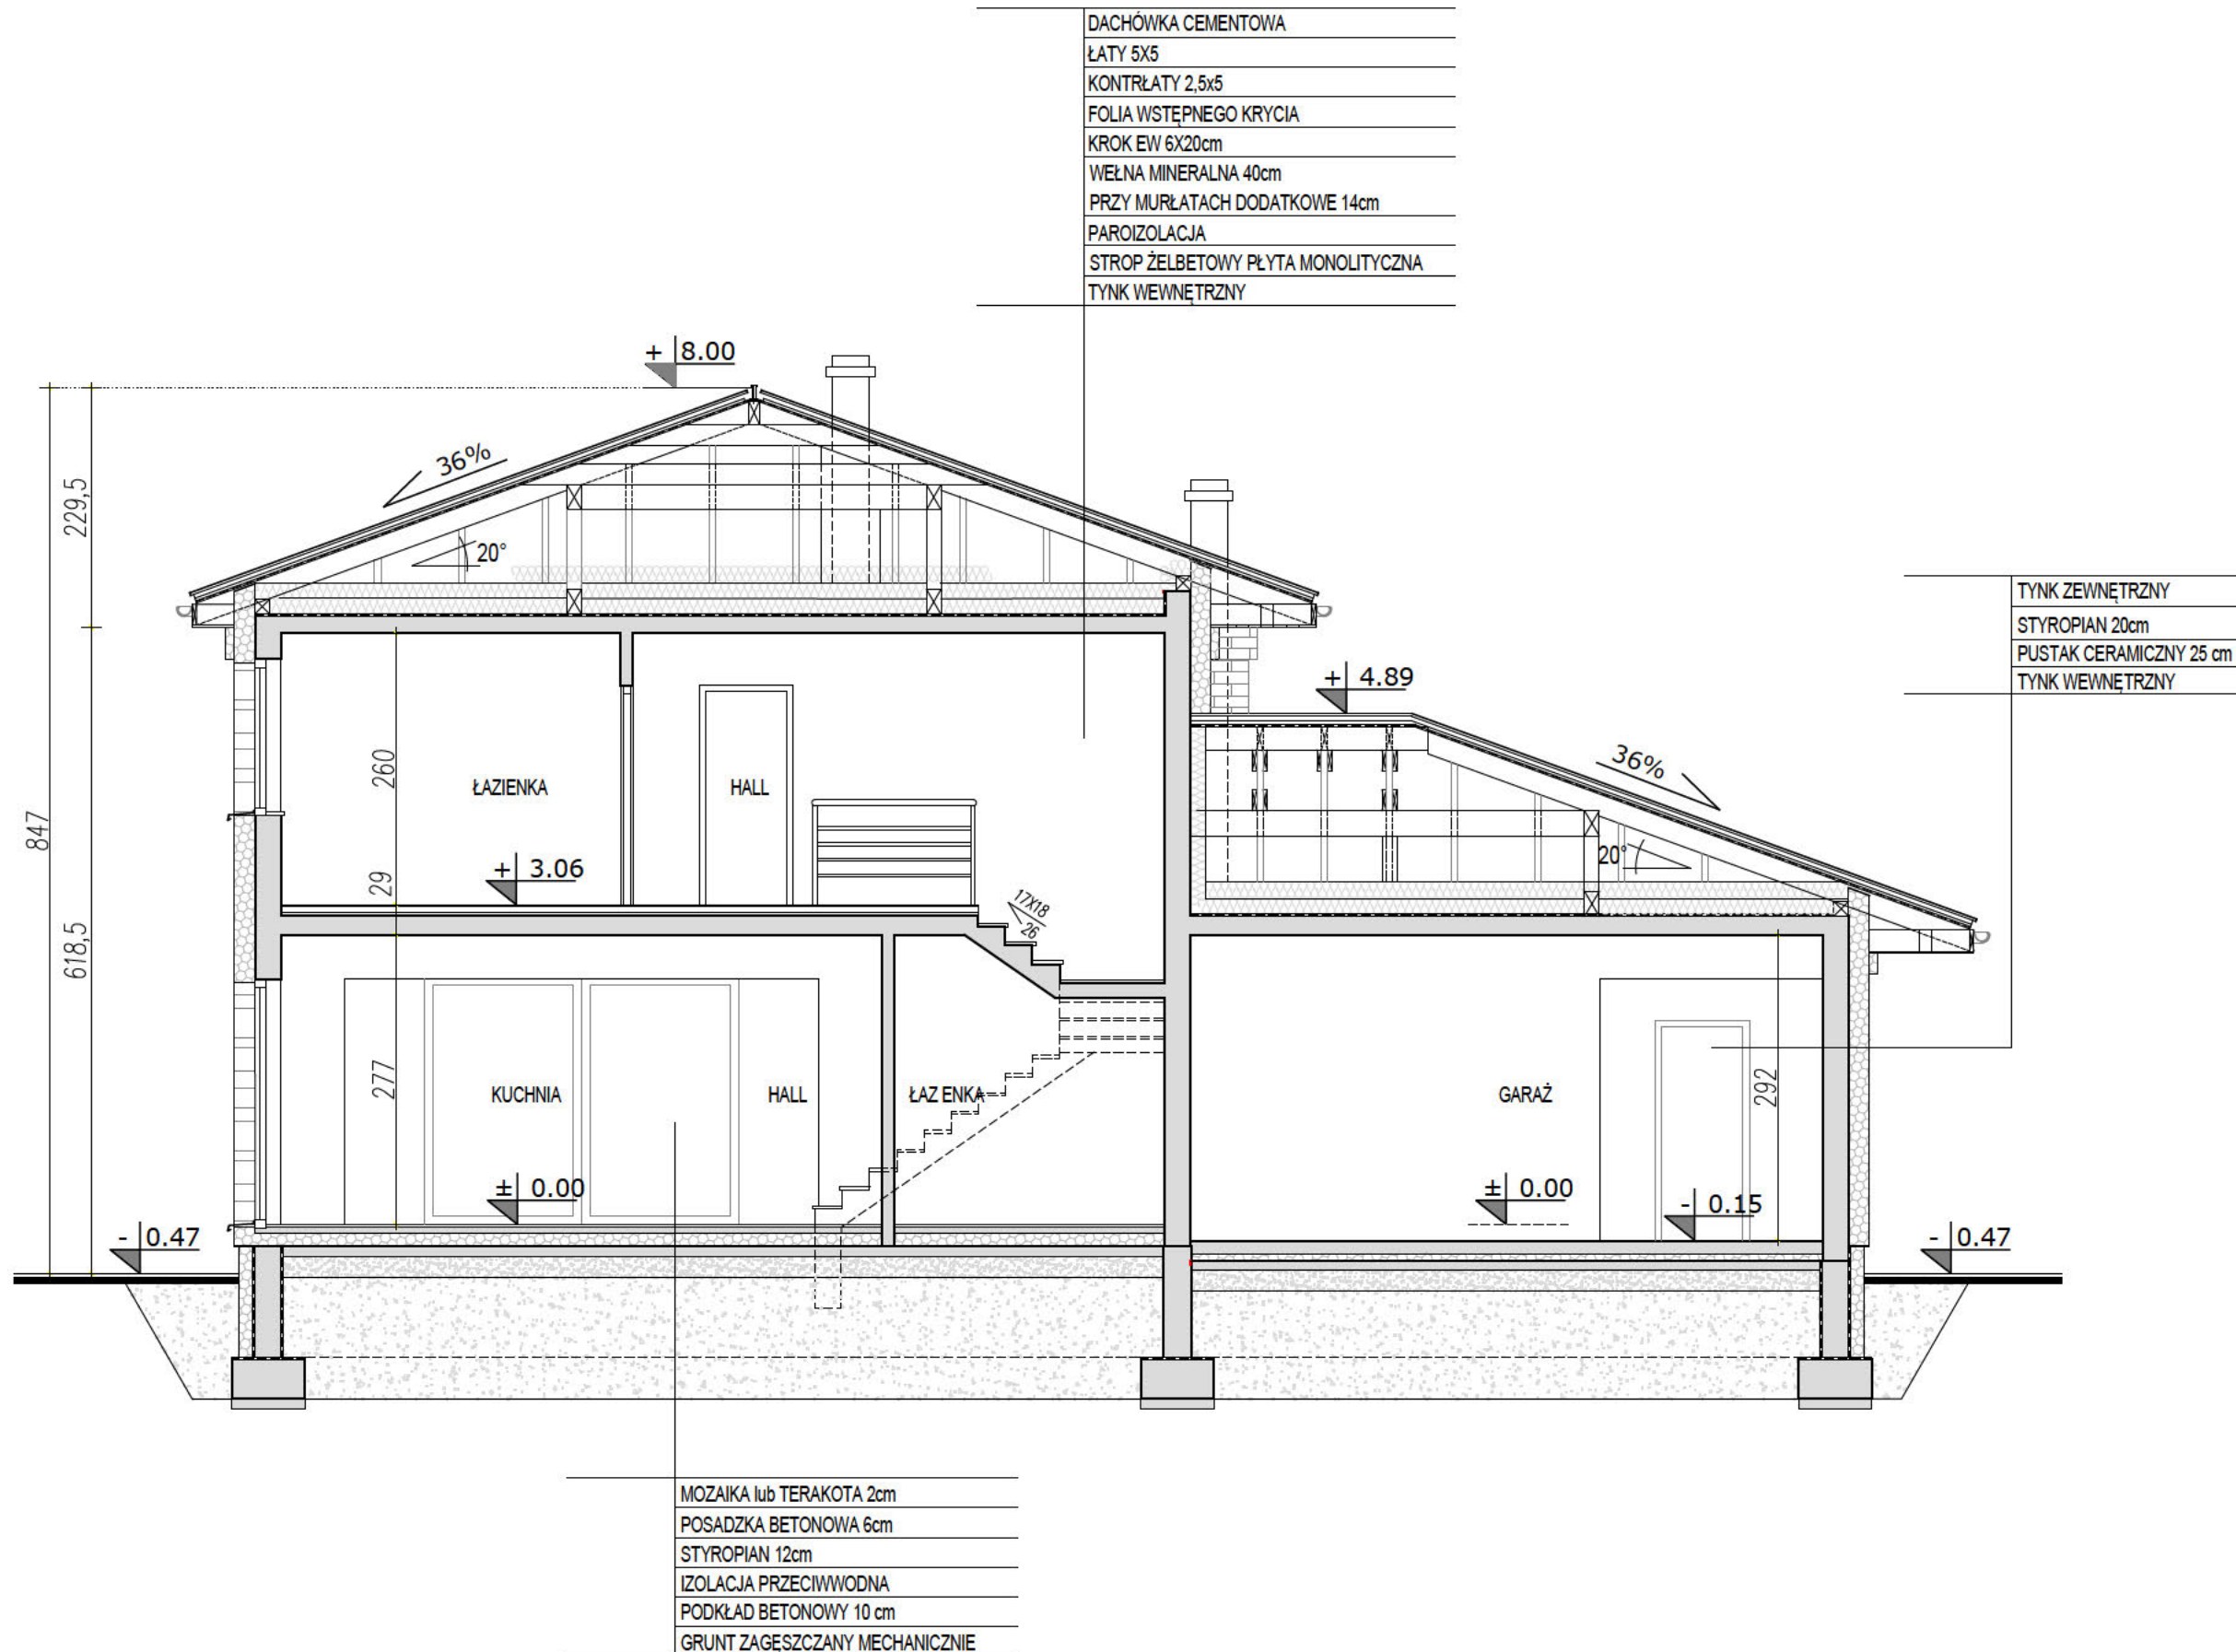 DACHÓWKA CEMENTOWA
ŁATY 5X5
KONTRŁATY 2,5x5
FOLIA WSTĘPNEGO KRYCIA
KROK EW 6X20cm
WEŁNA MINERALNA 40cm
PRZY MURŁATACH DODATKOWE 14cm
PAROIZOLACJA
STROP ŻELBETOWY PŁYTA MONOLITYCZNA
TYNK WEWNĘTRZNY
+ 8.00
36%
229,5
20°
TYNK ZEWNĘTRZNY
STYROPIAN 20cm
PUSTAK CERAMICZNY 25 cm
TYNK WEWNĘTRZNY
+ 4.89
36%
260
ŁAZIENKA
HALL
847
20°
+ 3.06
29
17X18
26
618,5
277
KUCHNIA
HALL
ŁAZ ENKA
GARAŻ
292
± 0.00
± 0.00
- 0.15
- 0.47
- 0.47
MOZAIKA lub TERAKOTA 2cm
POSADZKA BETONOWA 6cm
STYROPIAN 12cm
IZOLACJA PRZECIWWODNA
PODKŁAD BETONOWY 10 cm
GRUNT ZAGĘSZCZANY MECHANICZNIE